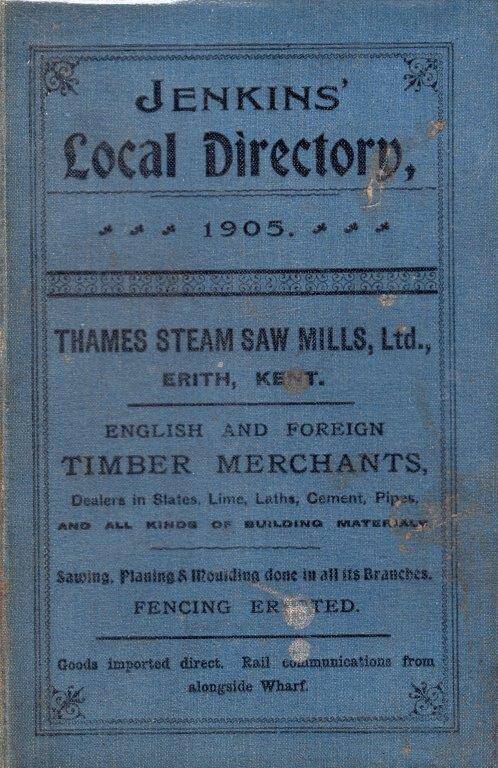 JENKINS'
Local Directory,
1905.
THAMES STEAM SAW MILLS, Ltd.,
ERITH, KENT.
ENGLISH AND FOREIGN
TIMBER MERCHANTS,
Dealers in Slates, Lime, Laths, Cement, Pipes,
AND ALL KINDS OF BUILDING MATERIALS.
Sawing, Planing & Moulding done in all its Branches.
FENCING ERECTED.
Goods imported direct. Rail communications from
alongside Wharf.